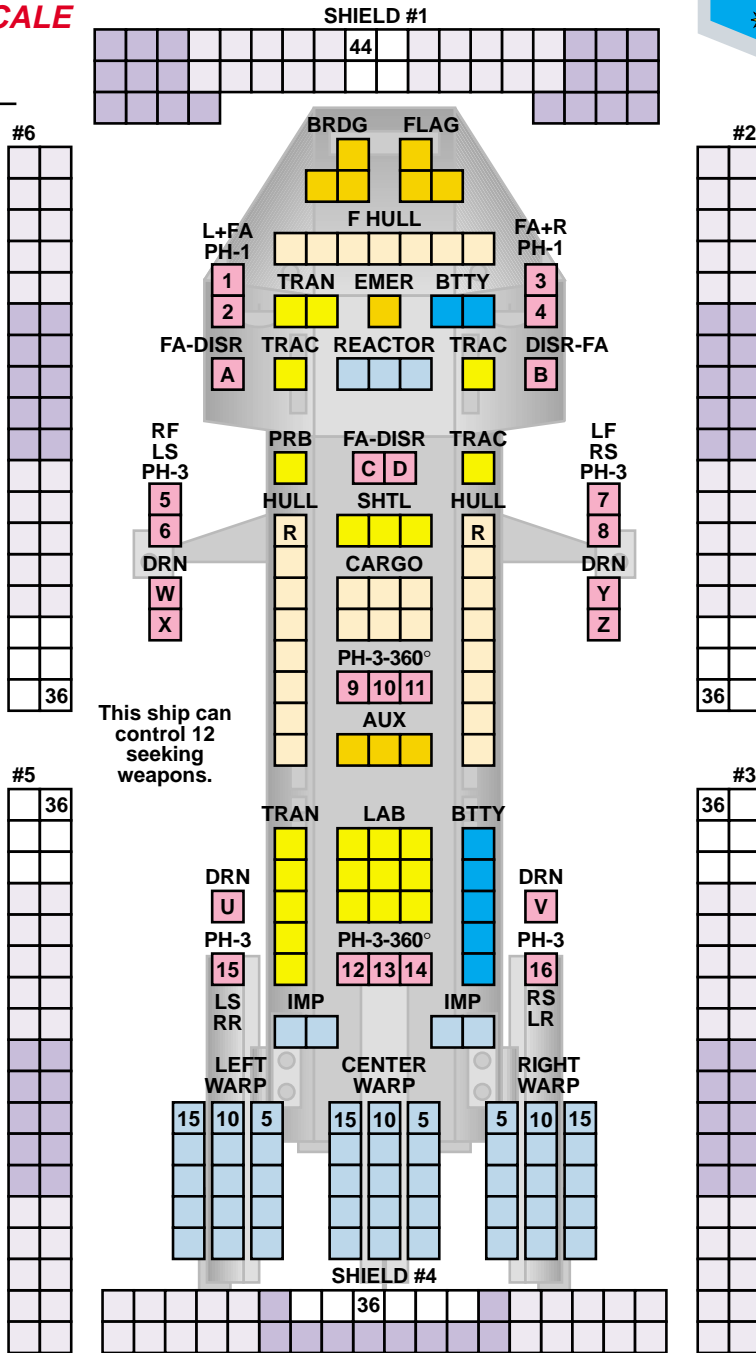 CALE
SHIELD #1
44
#6
#2
BRDG FLAG
F HULL
L+FA
PH-1
FA+R
PH-1
1
2
TRAN EMER BTTY
3
4
FA-DISR TRAC REACTOR TRAC DISR-FA
A
B
RF
LS
PH-3
PRB FA-DISR TRAC
LF
RS
PH-3
C D
5
6
HULL SHTL HULL
7
8
R
R
DRN
CARGO
DRN
W
X
Y
Z
PH-3-360°
9 10 11
36
36
This ship can
control 12
seeking
weapons.
AUX
#5
#3
36
36
TRAN LAB BTTY
DRN
DRN
U
V
PH-3
PH-3-360°
PH-3
15
12 13 14
16
LS
RR
IMP
IMP
RS
LR
LEFT
WARP
CENTER
WARP
RIGHT
WARP
15 10 5
15 10 5
5 10 15
SHIELD #4
36